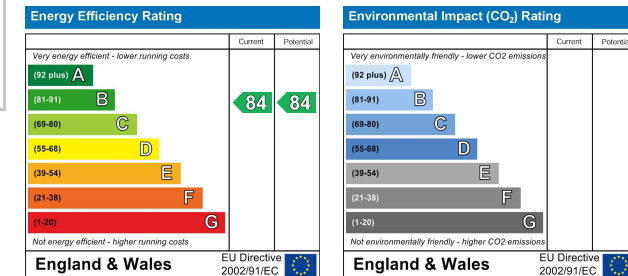 Energy Efficiency Rating
Current Potential
Very energy efficient - lower running costs
(92 plus) A
(81-91) B
84 84
(69-80) C
(55-68) D
(39-54) E
(21-38) F
(1-20) G
Not energy efficient - higher running costs
England & Wales
EU Directive
2002/91/EC
Environmental Impact (CO₂) Rating
Current Potential
Very environmentally friendly - lower CO2 emissions
(92 plus) A
(81-91) B
(69-80) C
(55-68) D
(39-54) E
(21-38) F
(1-20) G
Not environmentally friendly - higher CO2 emissions
England & Wales
EU Directive
2002/91/EC